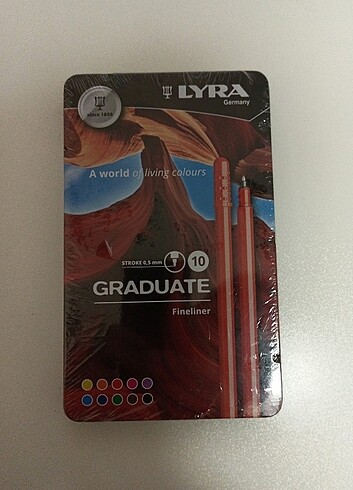 since 1806
LYRA
Germany
A world of living colours
STROKE 0,5 mm
10
GRADUATE
Fineliner